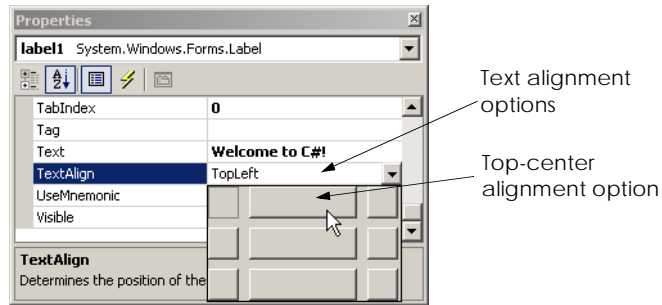 Properties
label1 System.Windows.Forms.Label
TabIndex 0
Tag
Text Welcome to C#!
TextAlign TopLeft
UseMnemonic
Visible
TextAlign
Determines the position of the
Text alignment
options
Top-center
alignment option